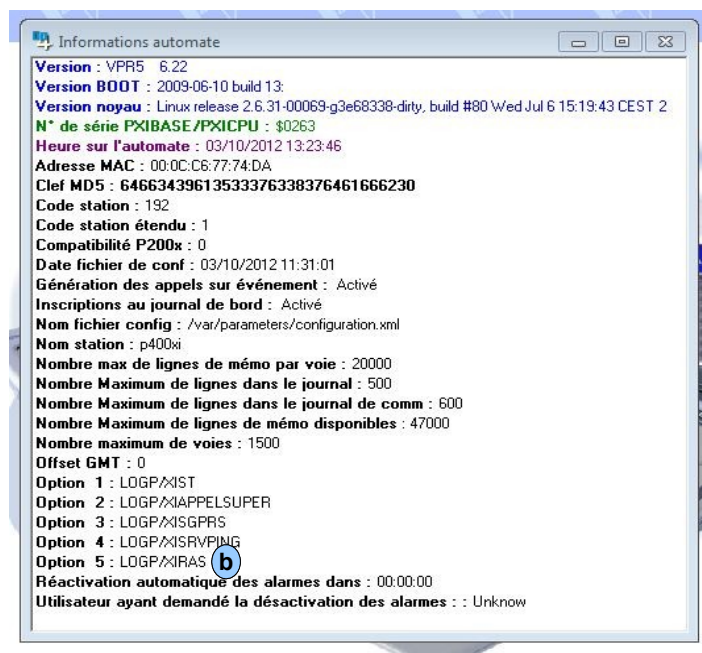 Informations automate
Version : VPR5 6.22
Version BOOT : 2009-06-10 build 13:
Version noyau : Linux release 2.6.31-00069-g3e68338-dirty, build #80 Wed Jul 6 15:19:43 CEST 2
N° de série PXIBASE/PXICPU : $0263
Heure sur l'automate : 03/10/2012 13:23:46
Adresse MAC : 00:0C:C6:77:74:DA
Clef MD5 : 64663439613533376338376461666230
Code station : 192
Code station étendu : 1
Compatibilité P200x : 0
Date fichier de conf : 03/10/2012 11:31:01
Génération des appels sur événement : Activé
Inscriptions au journal de bord : Activé
Nom fichier config : /var/parameters/configuration.xml
Nom station : p400xi
Nombre max de lignes de mémo par voie : 20000
Nombre Maximum de lignes dans le journal : 500
Nombre Maximum de lignes dans le journal de comm : 600
Nombre Maximum de lignes de mémo disponibles : 47000
Nombre maximum de voies : 1500
Offset GMT : 0
Option 1 : LOGP/XIST
Option 2 : LOGP/XIAPPELSUPER
Option 3 : LOGP/XISGPRS
Option 4 : LOGP/XISRVPING
Option 5 : LOGP/XIRAS b
Réactivation automatique des alarmes dans : 00:00:00
Utilisateur ayant demandé la désactivation des alarmes : : Unknow